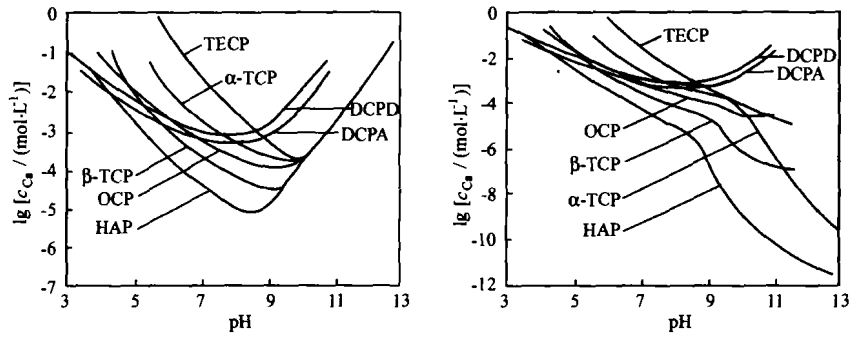 lg [c_Ca / (mol·L⁻¹)]
0
-1
-2
-3
-4
-5
-6
-7
3
5
7
9
11
13
pH
TECP
α-TCP
DCPD
DCPA
β-TCP
OCP
HAP
lg [c_Ca / (mol·L⁻¹)]
0
-2
-4
-6
-8
-10
-12
3
5
7
9
11
13
pH
TECP
DCPD
DCPA
OCP
β-TCP
α-TCP
HAP